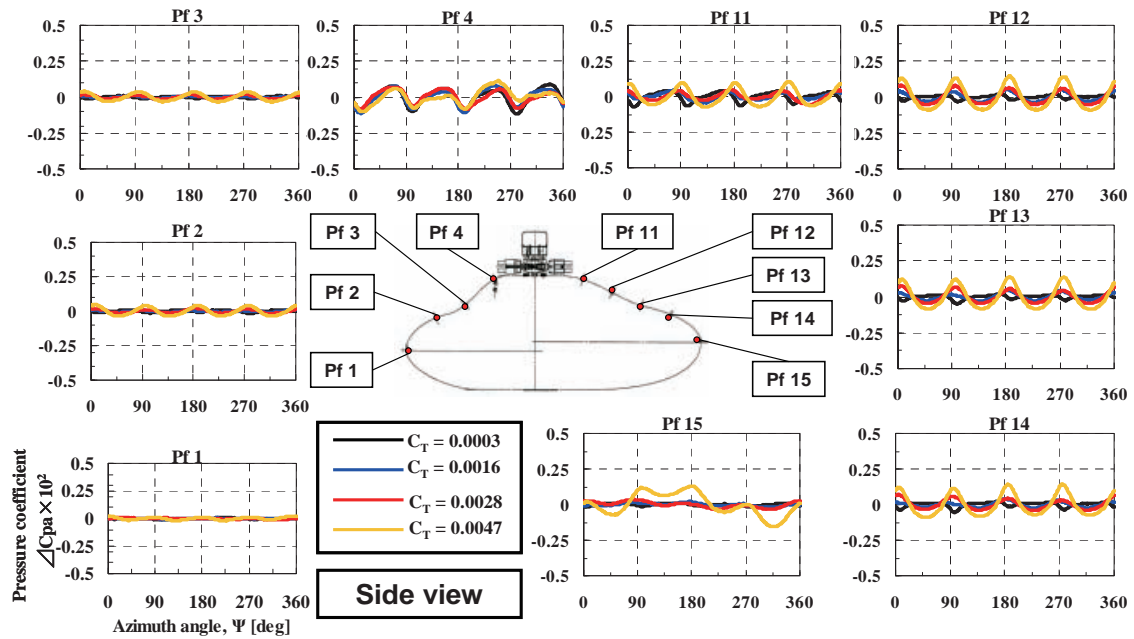 Pf 3
Pf 4
Pf 11
Pf 12
0.5
0.25
0
-0.25
-0.5
0 90 180 270 360
0.5
0.25
0
-0.25
-0.5
0 90 180 270 360
0.5
0.25
0
-0.25
-0.5
0 90 180 270 360
0.5
0.25
0
-0.25
-0.5
0 90 180 270 360
Pf 2
0.5
0.25
0
-0.25
-0.5
0 90 180 270 360
Pf 3
Pf 4
Pf 11
Pf 12
Pf 2
Pf 13
Pf 14
Pf 1
Pf 15
Pf 13
0.5
0.25
0
-0.25
-0.5
0 90 180 270 360
Pf 1
0.5
0.25
0
-0.25
-0.5
0 90 180 270 360
Pressure coefficient
⊿Cpa×10²
Azimuth angle, Ψ [deg]
C_T = 0.0003
C_T = 0.0016
C_T = 0.0028
C_T = 0.0047
Side view
Pf 15
0.5
0.25
0
-0.25
-0.5
0 90 180 270 360
Pf 14
0.5
0.25
0
-0.25
-0.5
0 90 180 270 360